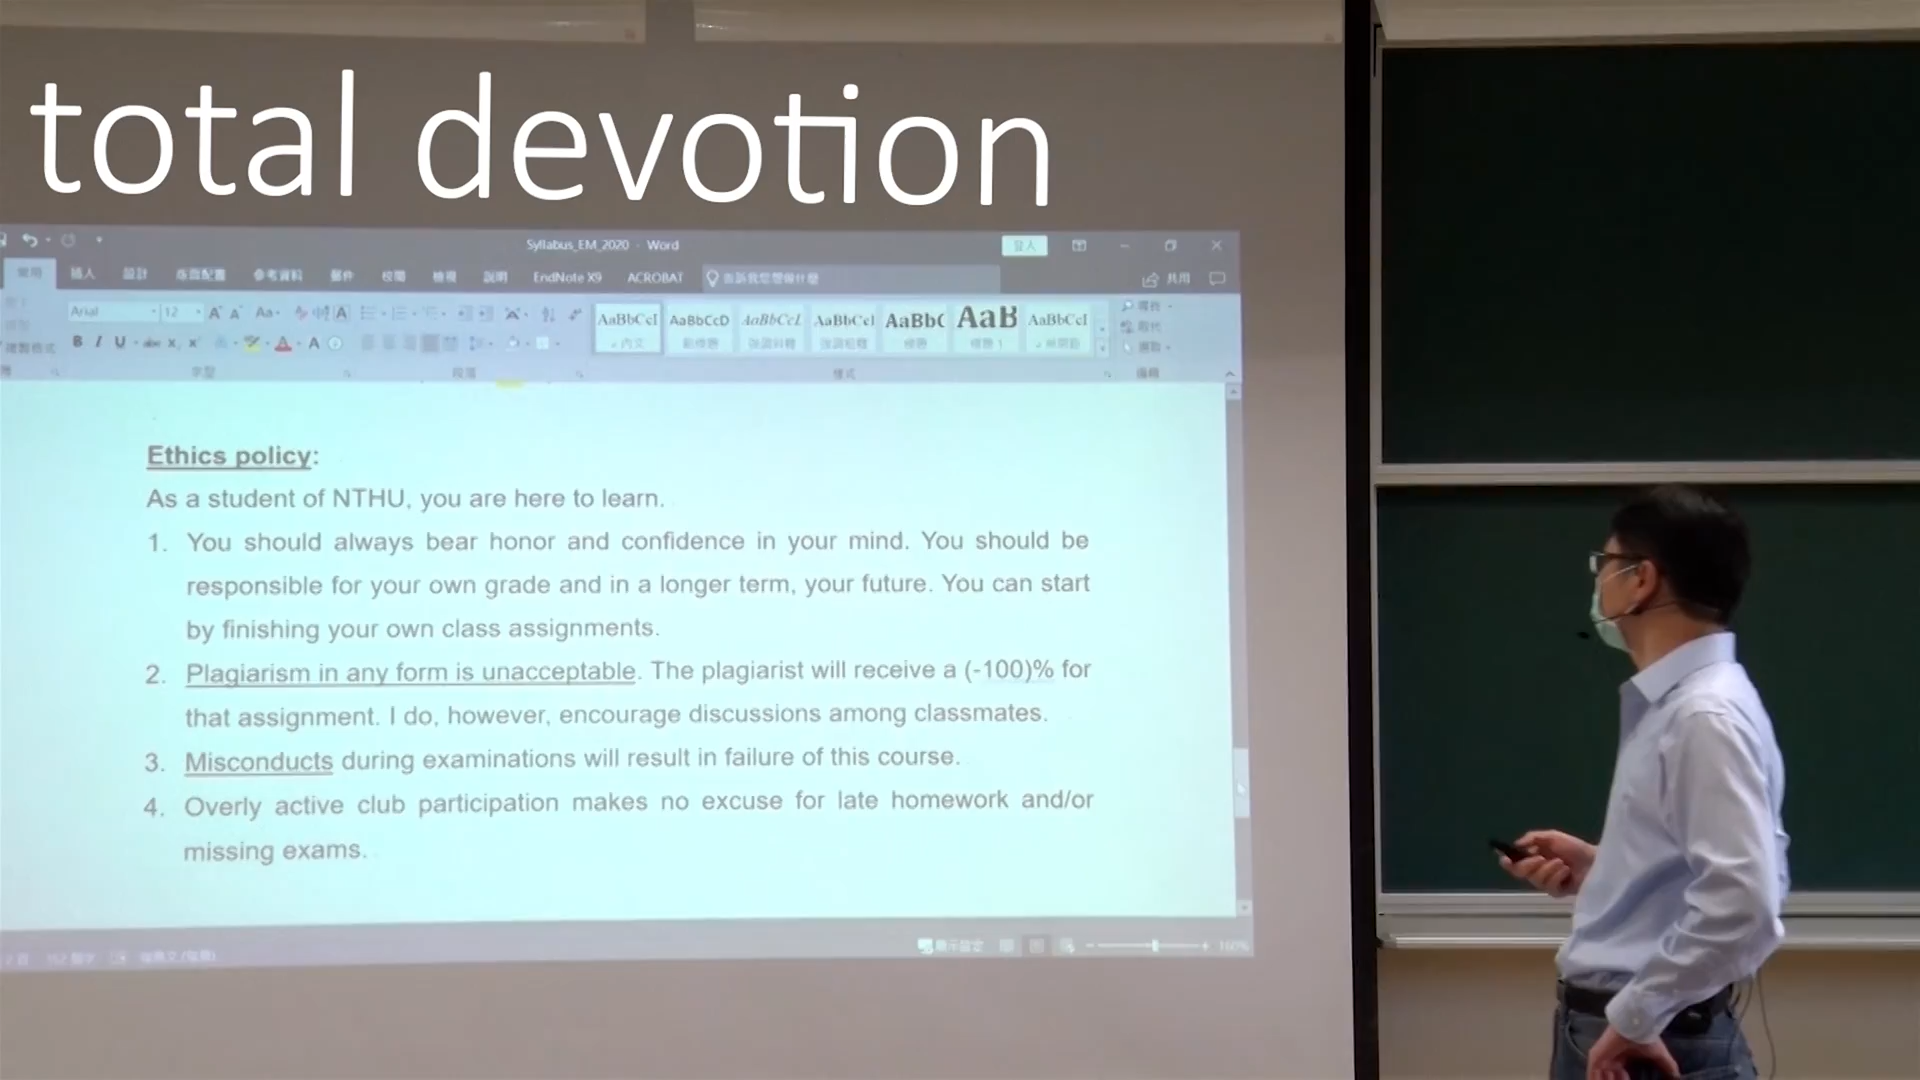 total devotion
Syllabus_EM_2020 - Word
登入
常用 插入 設計 版面配置 參考資料 郵件 校閱 檢視 說明 EndNote X9 ACROBAT 告訴我您想做什麼 共用
Arial 12
AaBbCcI AaBbCcD AaBbCcL AaBbCcI AaBbC AaB AaBbCcI
內文 標題 標題 1
字型 段落 樣式 編輯
Ethics policy:
As a student of NTHU, you are here to learn.
1. You should always bear honor and confidence in your mind. You should be
responsible for your own grade and in a longer term, your future. You can start
by finishing your own class assignments.
2. Plagiarism in any form is unacceptable. The plagiarist will receive a (-100)% for
that assignment. I do, however, encourage discussions among classmates.
3. Misconducts during examinations will result in failure of this course.
4. Overly active club participation makes no excuse for late homework and/or
missing exams.
160%